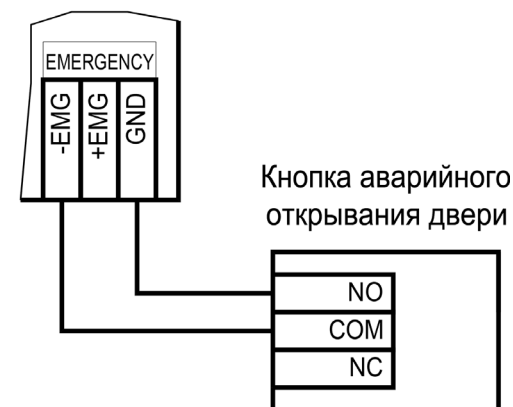 EMERGENCY
-EMG
+EMG
GND
Кнопка аварийного
открывания двери
NO
COM
NC